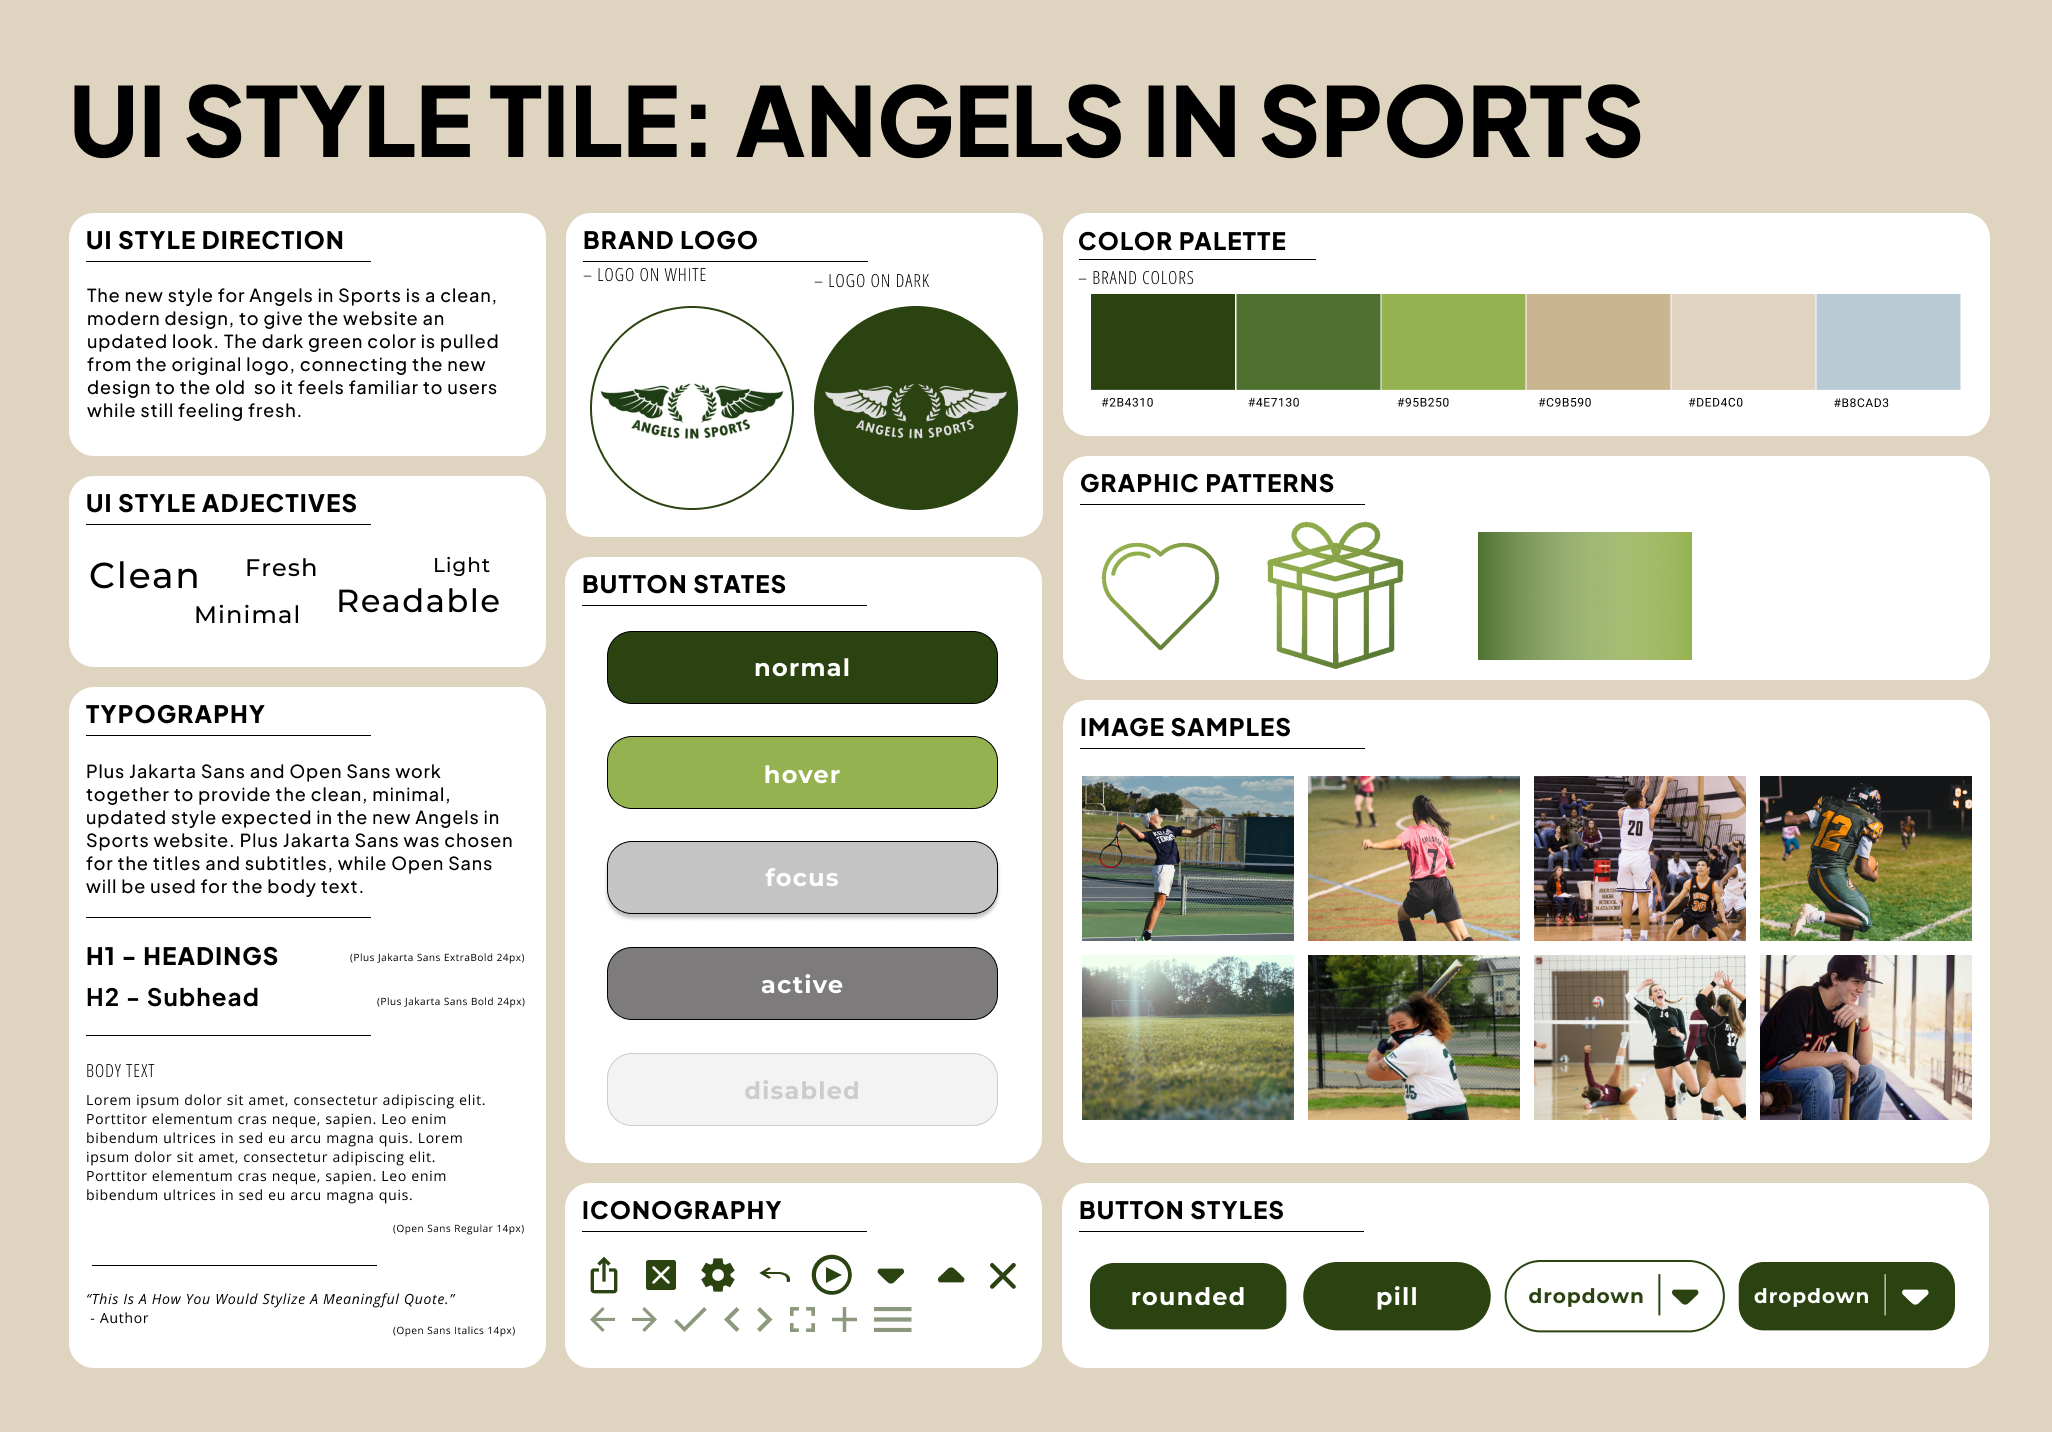 UI STYLE TILE: ANGELS IN SPORTS
UI STYLE DIRECTION
The new style for Angels in Sports is a clean,
modern design, to give the website an
updated look. The dark green color is pulled
from the original logo, connecting the new
design to the old  so it feels familiar to users
while still feeling fresh.
UI STYLE ADJECTIVES
Clean
Fresh
Light
Minimal
Readable
TYPOGRAPHY
Plus Jakarta Sans and Open Sans work
together to provide the clean, minimal,
updated style expected in the new Angels in
Sports website. Plus Jakarta Sans was chosen
for the titles and subtitles, while Open Sans
will be used for the body text.
H1 – HEADINGS
(Plus Jakarta Sans ExtraBold 24px)
H2 – Subhead
(Plus Jakarta Sans Bold 24px)
BODY TEXT
Lorem ipsum dolor sit amet, consectetur adipiscing elit.
Porttitor elementum cras neque, sapien. Leo enim
bibendum ultrices in sed eu arcu magna quis. Lorem
ipsum dolor sit amet, consectetur adipiscing elit.
Porttitor elementum cras neque, sapien. Leo enim
bibendum ultrices in sed eu arcu magna quis.
(Open Sans Regular 14px)
“This Is A How You Would Stylize A Meaningful Quote.”
- Author
(Open Sans Italics 14px)
BRAND LOGO
– LOGO ON WHITE
– LOGO ON DARK
ANGELS IN SPORTS
ANGELS IN SPORTS
BUTTON STATES
normal
hover
focus
active
disabled
ICONOGRAPHY
COLOR PALETTE
– BRAND COLORS
#2B4310
#4E7130
#95B250
#C9B590
#DED4C0
#B8CAD3
GRAPHIC PATTERNS
IMAGE SAMPLES
TENNIS
7
20
12
14
BUTTON STYLES
rounded
pill
dropdown
dropdown